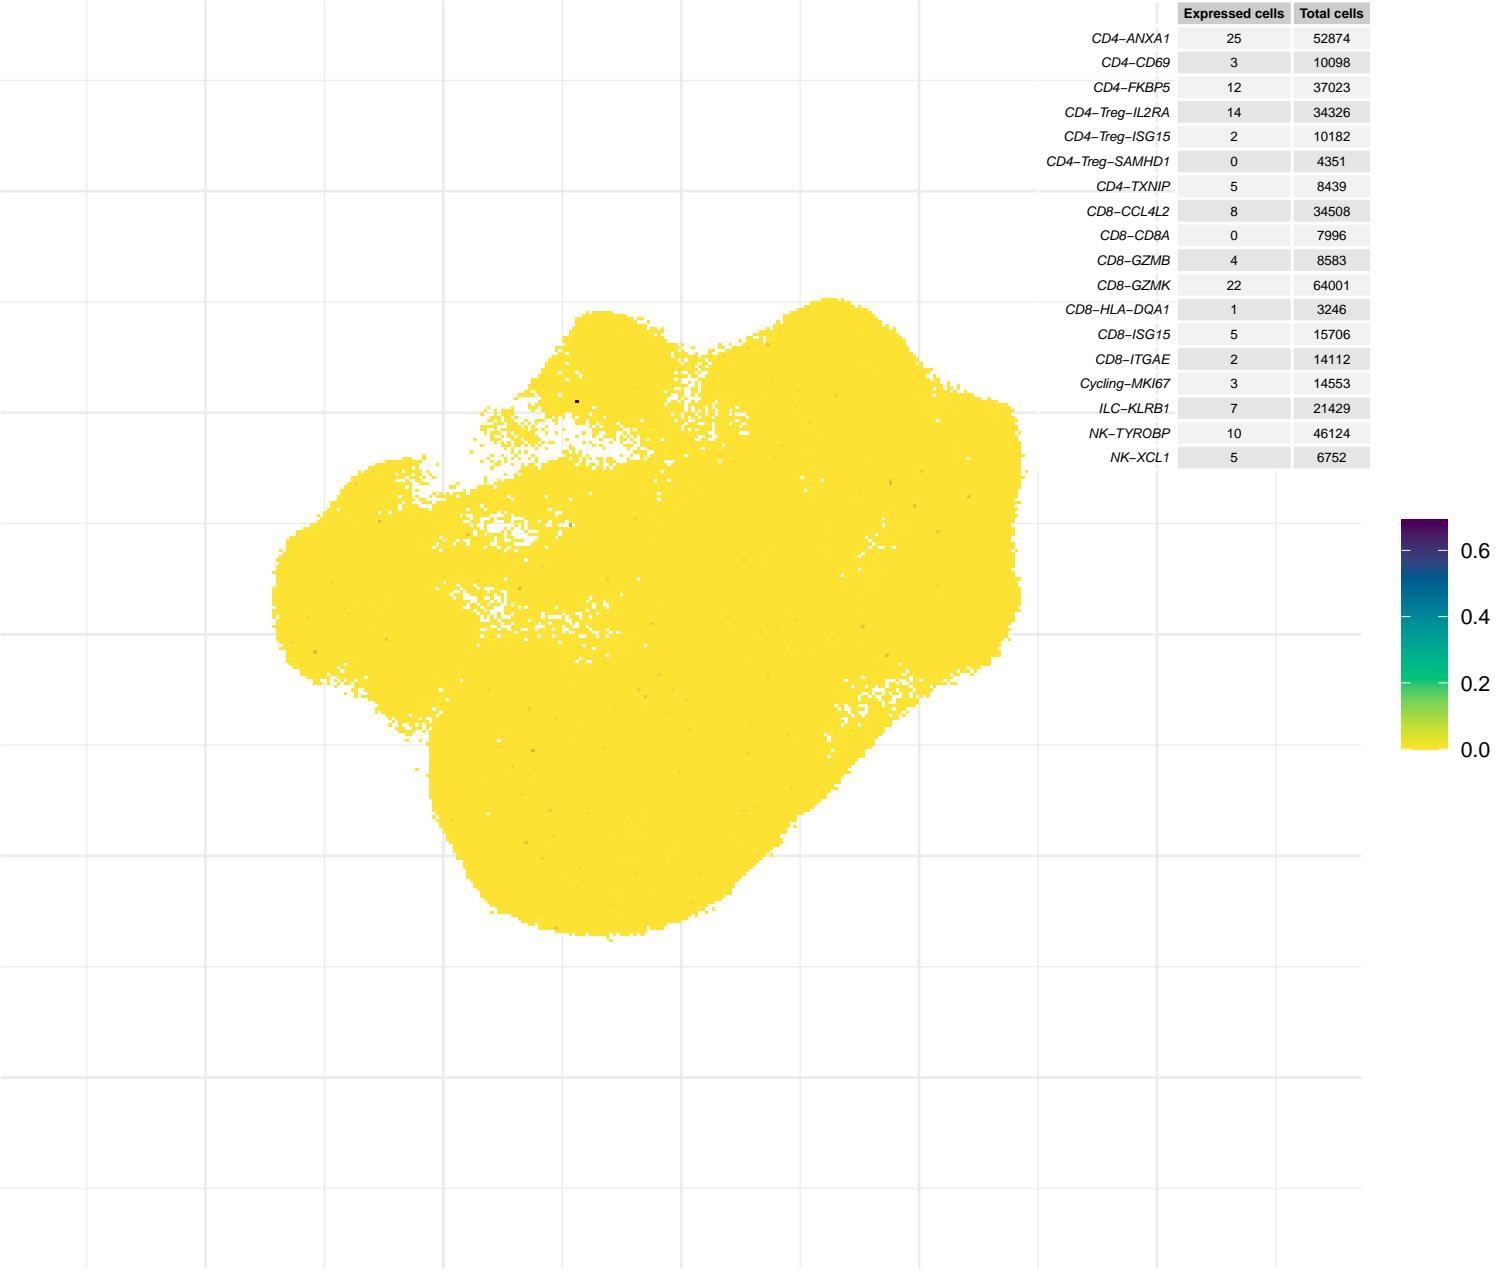 Expressed cells Total cells
CD4−ANXA1 25 52874
CD4−CD69 3 10098
CD4−FKBP5 12 37023
CD4−Treg−IL2RA 14 34326
CD4−Treg−ISG15 2 10182
CD4−Treg−SAMHD1 0 4351
CD4−TXNIP 5 8439
CD8−CCL4L2 8 34508
CD8−CD8A 0 7996
CD8−GZMB 4 8583
CD8−GZMK 22 64001
CD8−HLA−DQA1 1 3246
CD8−ISG15 5 15706
CD8−ITGAE 2 14112
Cycling−MKI67 3 14553
ILC−KLRB1 7 21429
NK−TYROBP 10 46124
NK−XCL1 5 6752
0.6
0.4
0.2
0.0